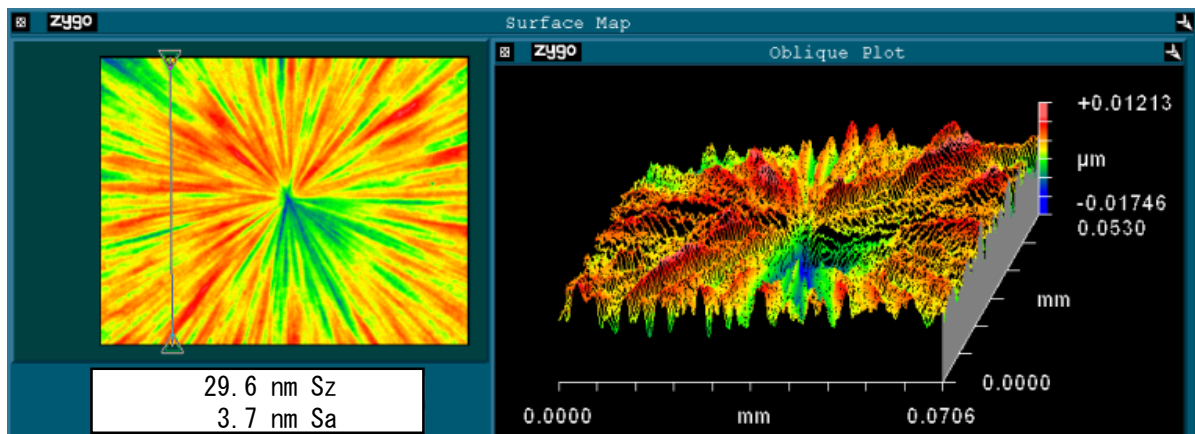 zygo Surface Map
zygo Oblique Plot
+0.01213
µm
-0.01746
0.0530
mm
0.0000
0.0000 mm 0.0706
29.6 nm Sz
3.7 nm Sa